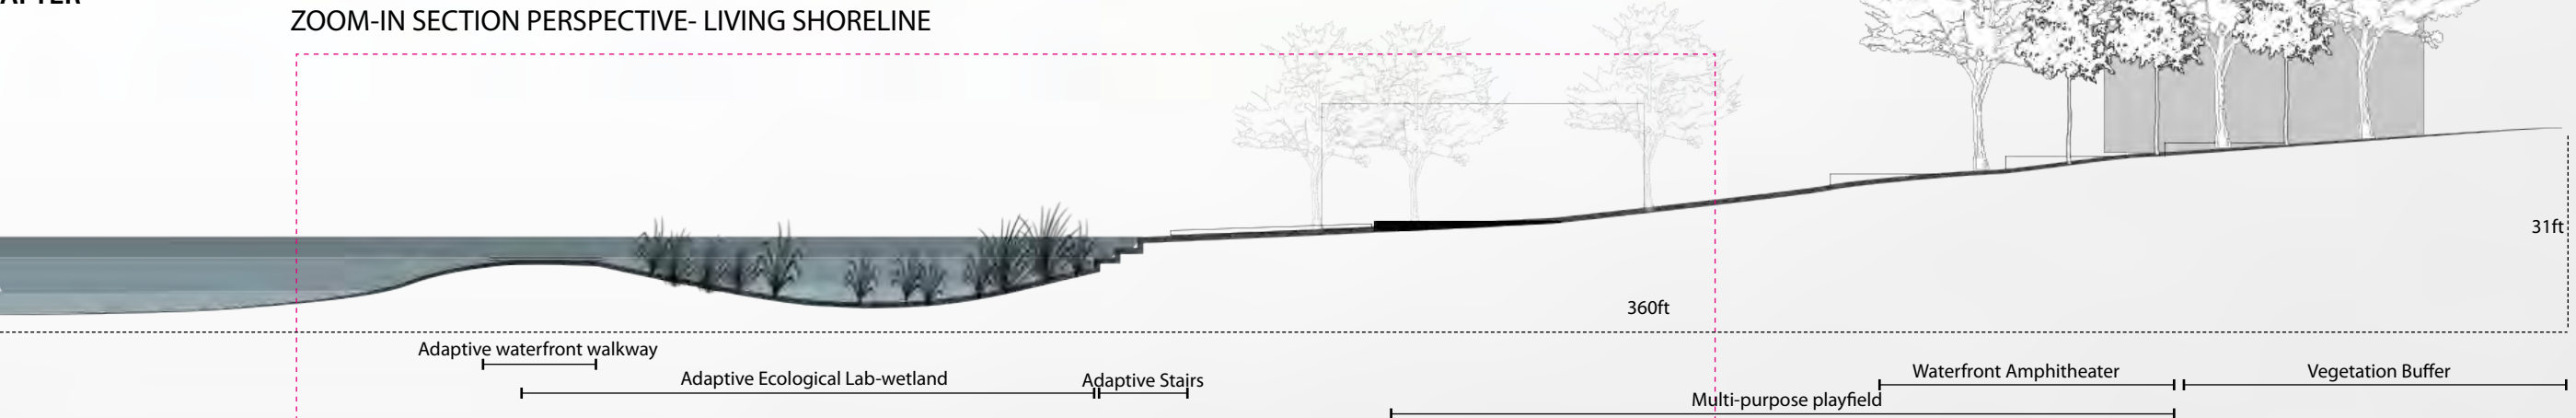 AFTER
ZOOM-IN SECTION PERSPECTIVE- LIVING SHORELINE
31ft
360ft
Adaptive waterfront walkway
Adaptive Ecological Lab-wetland
Adaptive Stairs
Waterfront Amphitheater
Vegetation Buffer
Multi-purpose playfield